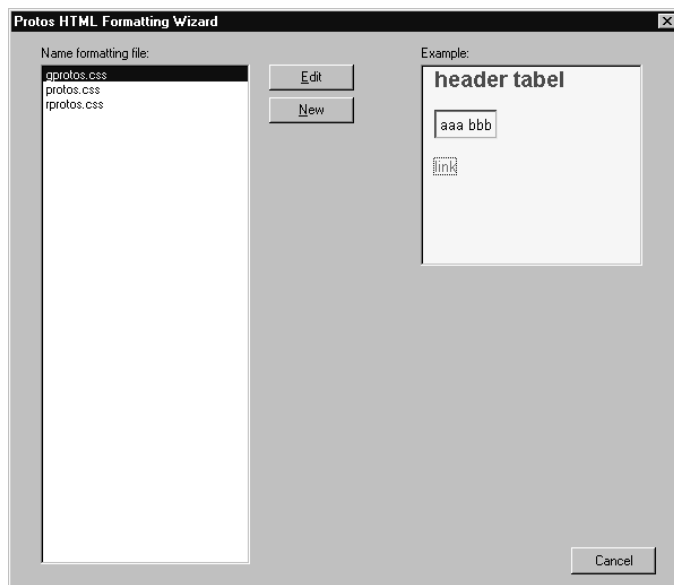 Protos HTML Formatting Wizard
Name formatting file:
gprotos.css
protos.css
rprotos.css
Edit
New
Example:
header tabel
aaa bbb
link
Cancel